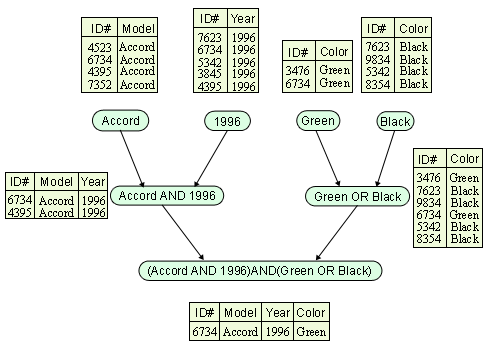 ID# Model
4523 Accord
6734 Accord
4395 Accord
7352 Accord
ID# Year
7623 1996
6734 1996
5342 1996
3845 1996
4395 1996
ID# Color
3476 Green
6734 Green
ID# Color
7623 Black
9834 Black
5342 Black
8354 Black
Accord
1996
Green
Black
ID# Model Year
6734 Accord 1996
4395 Accord 1996
Accord AND 1996
Green OR Black
ID# Color
3476 Green
7623 Black
9834 Black
6734 Green
5342 Black
8354 Black
(Accord AND 1996)AND(Green OR Black)
ID# Model Year Color
6734 Accord 1996 Green